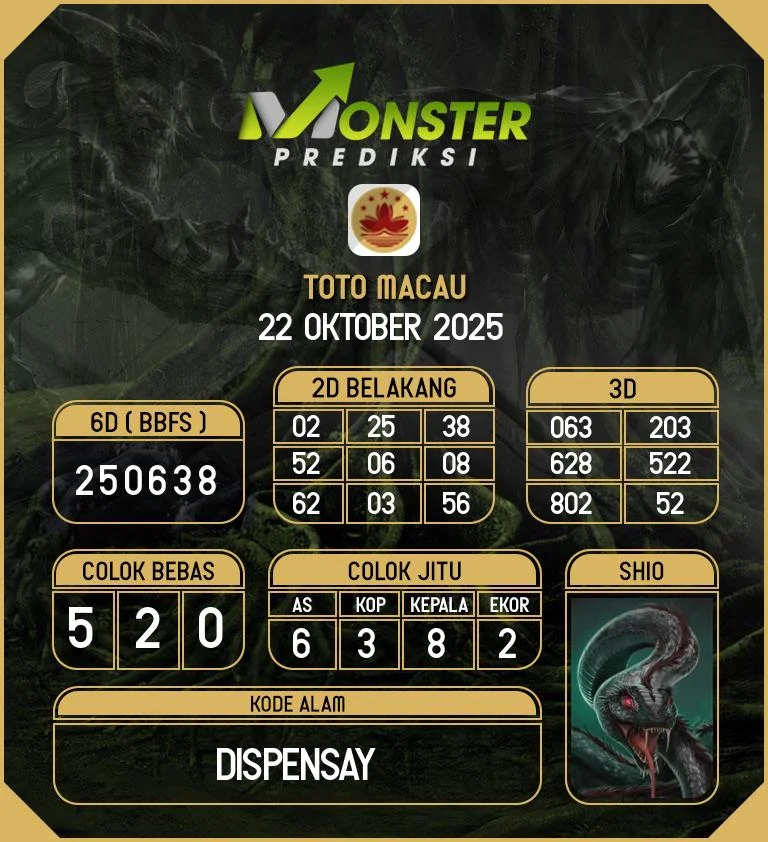 MONSTER
PREDIKSI
TOTO MACAU
22 OKTOBER 2025
6D ( BBFS )
250638
2D BELAKANG
02 25 38
52 06 08
62 03 56
3D
063 203
628 522
802 52
COLOK BEBAS
5 2 0
COLOK JITU
AS KOP KEPALA EKOR
6 3 8 2
SHIO
KODE ALAM
DISPENSAY